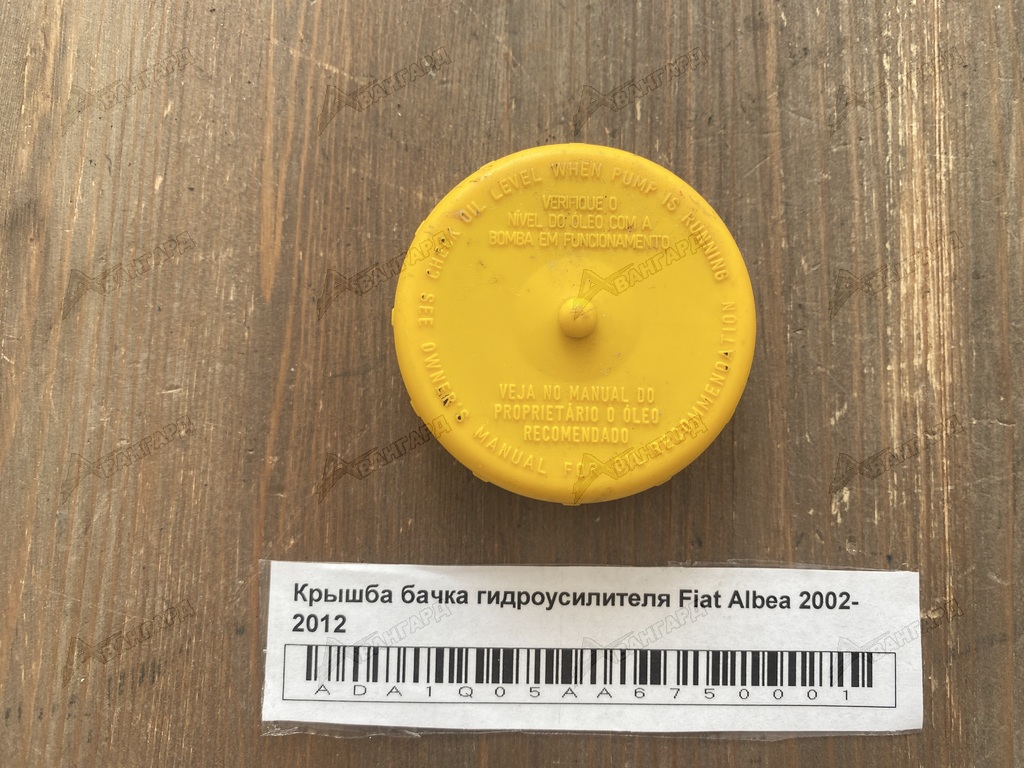 CHECK OIL LEVEL WHEN PUMP IS RUNNING
VERIFIQUE O
NÍVEL DO ÓLEO COM A
BOMBA EM FUNCIONAMENTO
VEJA NO MANUAL DO
PROPRIETÁRIO O ÓLEO
RECOMENDADO
SEE OWNER'S MANUAL FOR RECOMMENDATION
Крышба бачка гидроусилителя Fiat Albea 2002-
2012
ADA1Q05AA6750001
АВАНГАРД